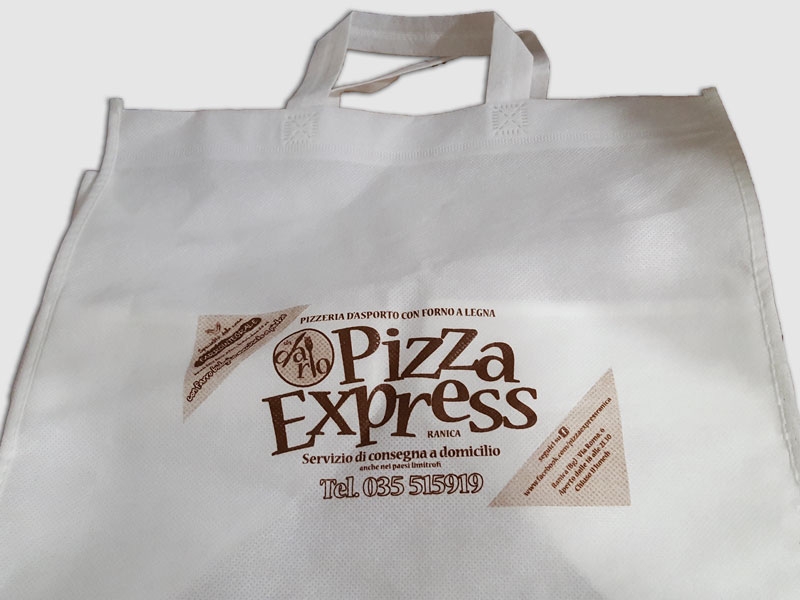 PIZZERIA D'ASPORTO CON FORNO A LEGNA
Pizza
Express
RANICA
Servizio di consegna a domicilio
anche nei paesi limitrofi
Tel. 035 515919
seguici su f
www.facebook.com/pizzaexpressranica
Ranica (Bg) - Via Roma, 6
Aperto dalle 18 alle 21.30
Chiuso il lunedì